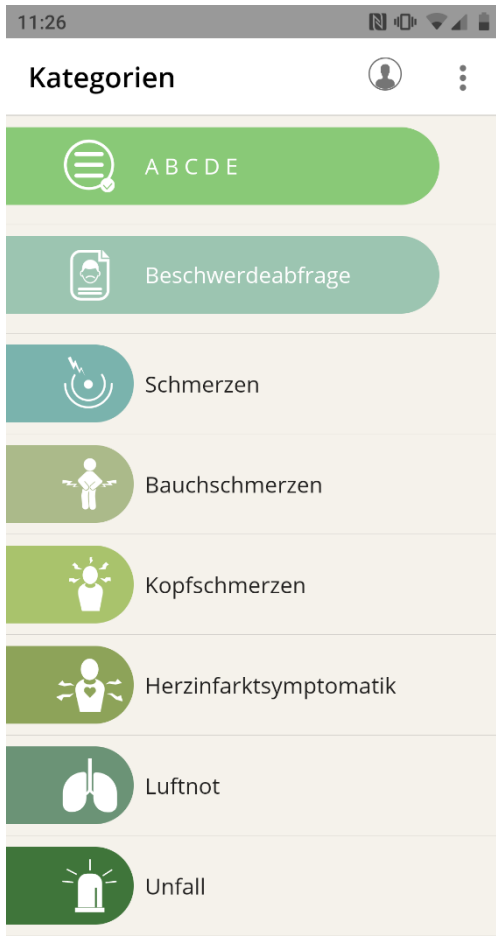 11:26
Kategorien
A B C D E
Beschwerdeabfrage
Schmerzen
Bauchschmerzen
Kopfschmerzen
Herzinfarktsymptomatik
Luftnot
Unfall